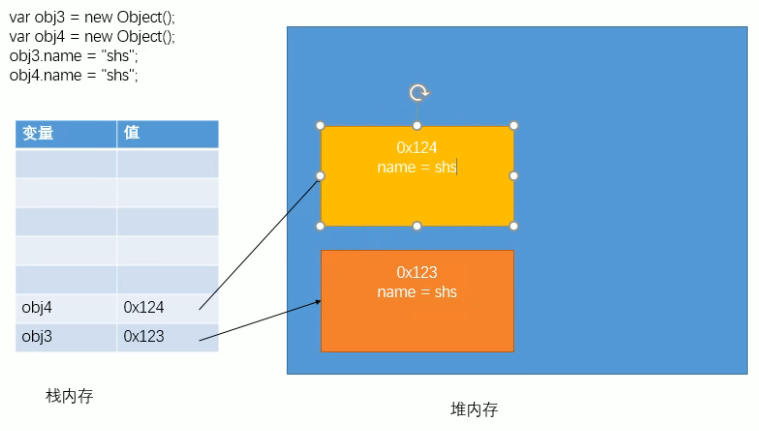 var obj3 = new Object();
var obj4 = new Object();
obj3.name = "shs";
obj4.name = "shs";
变量 值
obj4 0x124
obj3 0x123
栈内存
0x124
name = shs
0x123
name = shs
堆内存